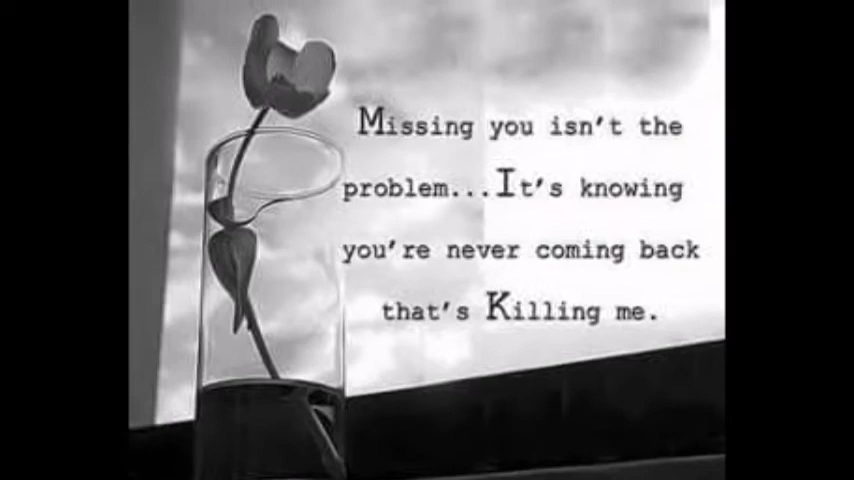 Missing you isn't the
problem...It's knowing
you're never coming back
that's Killing me.